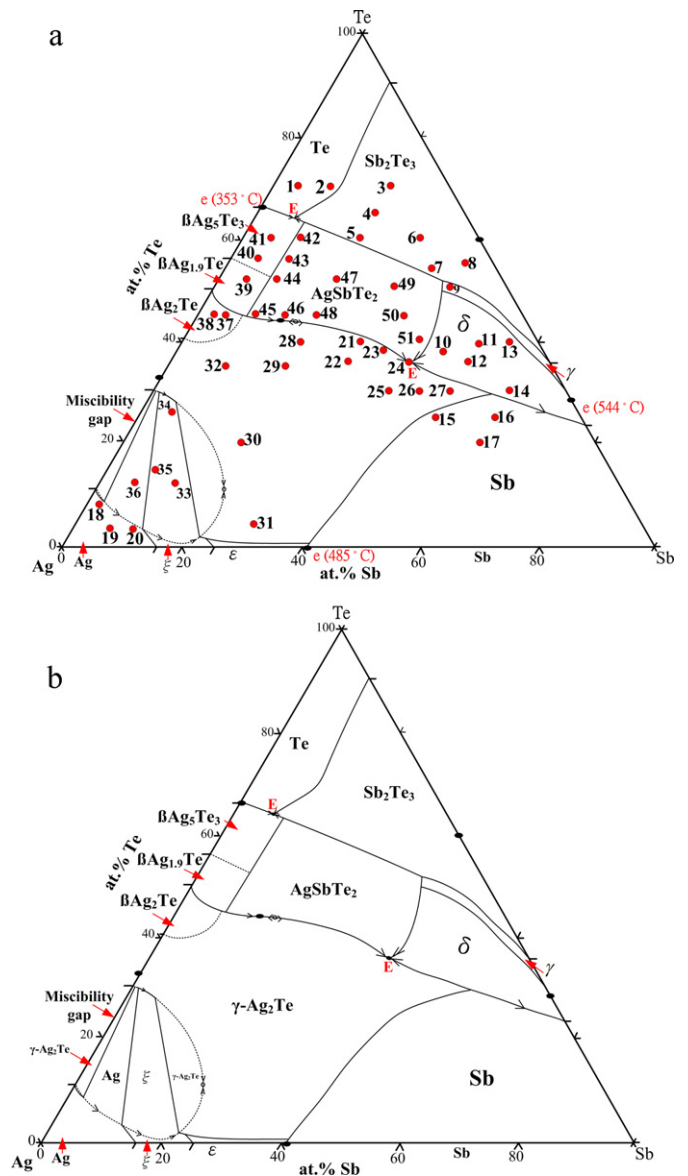 a
Te
100
80
Te
Sb₂Te₃
1
2
3
e (353°C)
4
E
ßAg₅Te₃
41
42
5
6
60
40
43
7
8
at.% Te
ßAg₁.₉Te
39
44
47
49
9
AgSbTe₂
ßAg₂Te
38
37
45
46
48
50
δ
40
28
21
51
10
11
13
32
29
22
23
24
12
γ
E
e (544°C)
Miscibility
gap
34
25
26
27
14
15
16
20
30
17
35
36
33
Sb
18
19
20
31
0
Ag
0
Ag
ξ
20
ε
40
e (485°C)
60
Sb
80
Sb
at.% Sb
b
Te
100
80
Te
Sb₂Te₃
E
ßAg₅Te₃
60
at.% Te
ßAg₁.₉Te
AgSbTe₂
ßAg₂Te
40
δ
E
γ
γ-Ag₂Te
Miscibility
gap
20
γ-Ag₂Te
Ag
ξ
γ-Ag₂Te
Sb
0
Ag
0
Ag
ξ
20
ε
40
60
Sb
80
Sb
at.% Sb